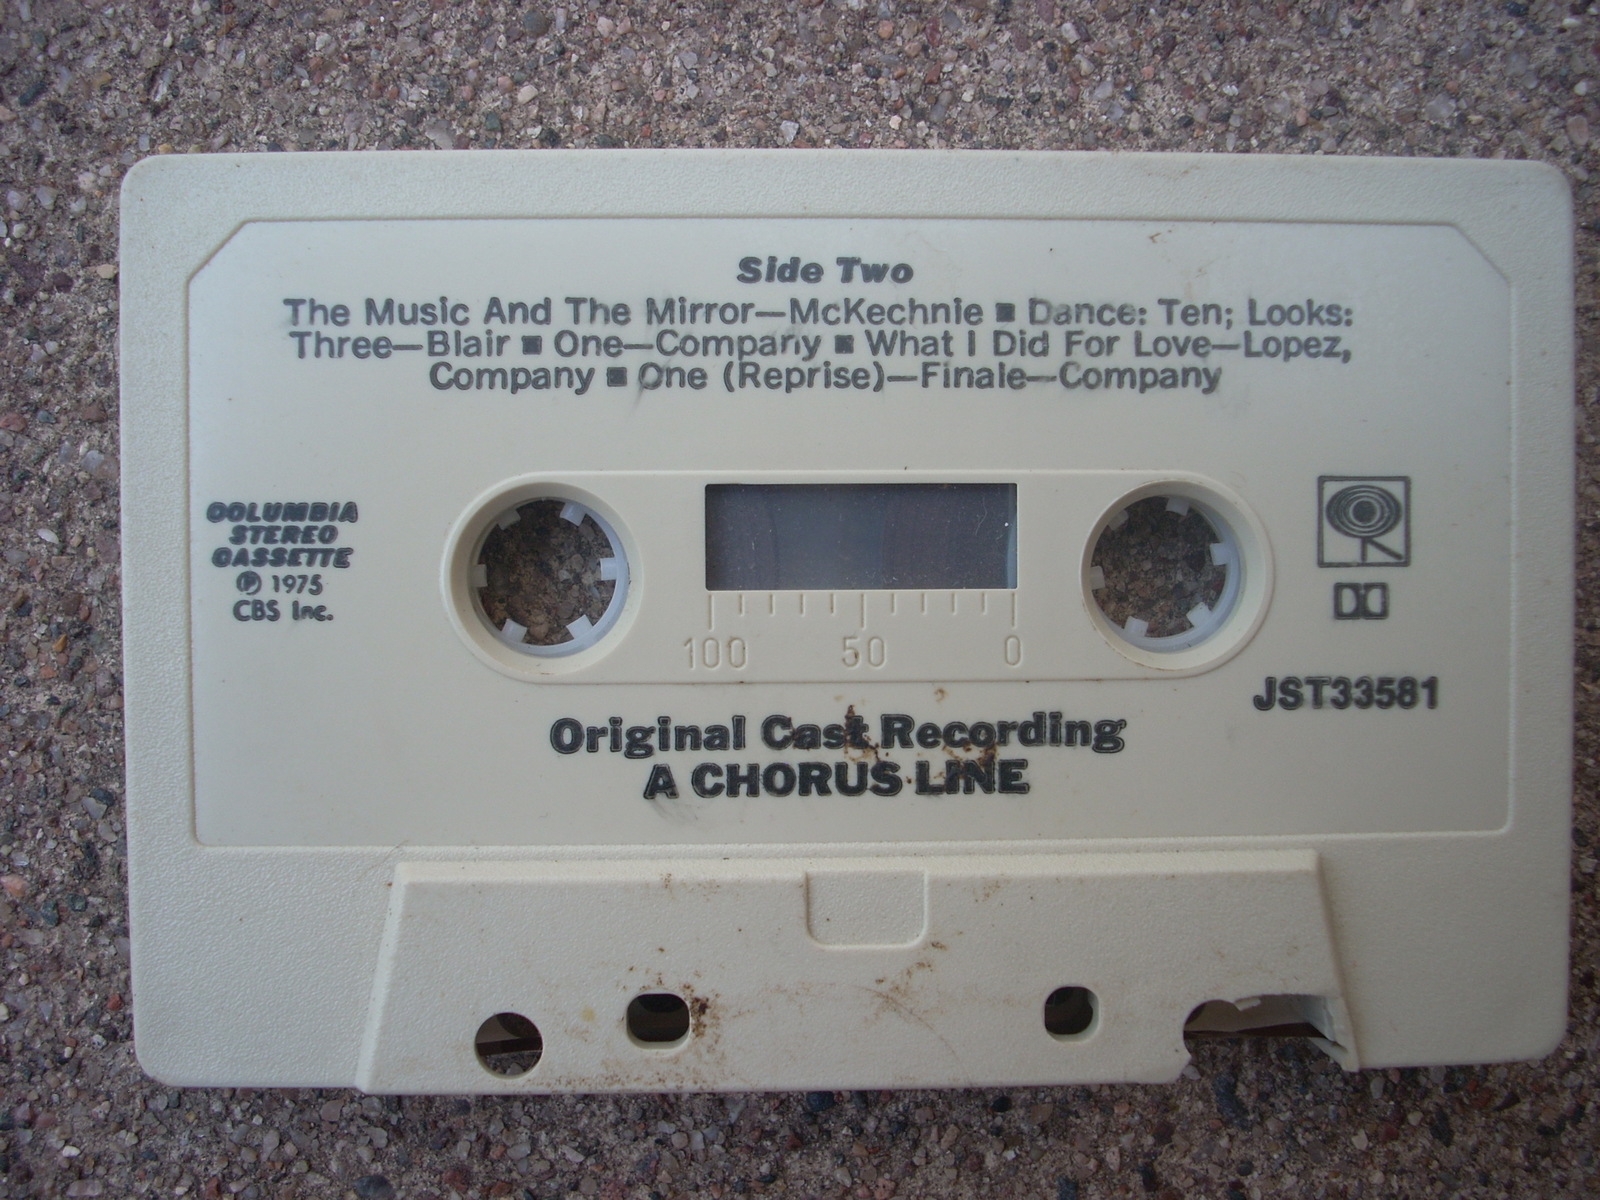 Side Two
The Music And The Mirror—McKechnie ■ Dance: Ten; Looks:
Three—Blair ■ One—Company ■ What I Did For Love—Lopez,
Company ■ One (Reprise)—Finale—Company
COLUMBIA
STEREO
CASSETTE
℗ 1975
CBS Inc.
100 50 0
JST33581
Original Cast Recording
A CHORUS LINE